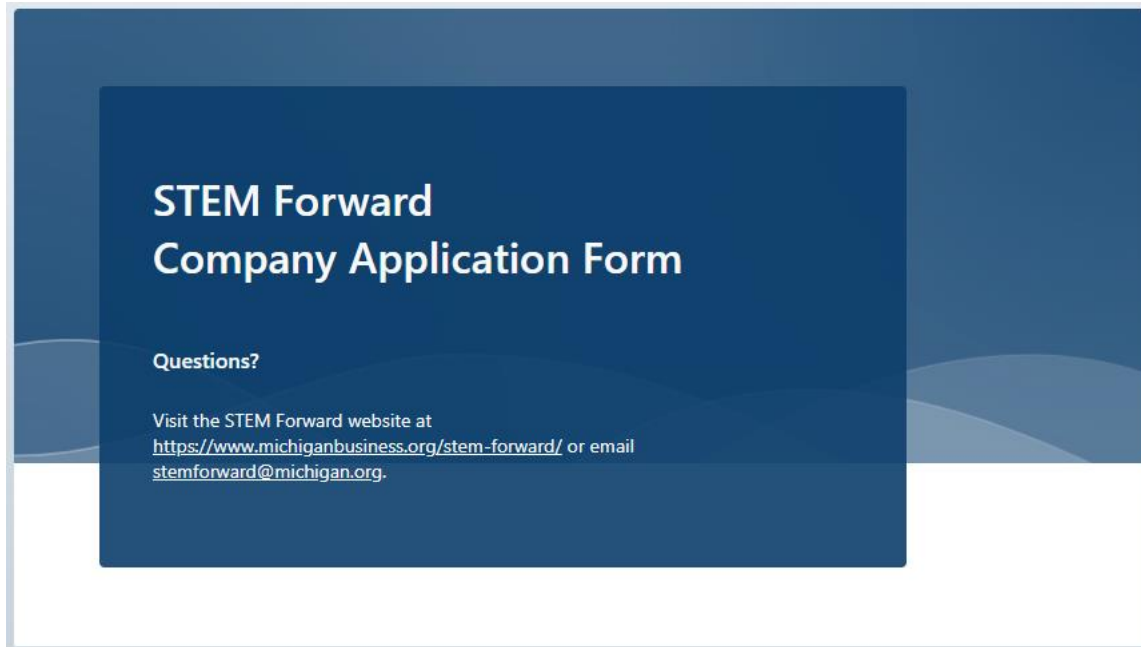 STEM Forward
Company Application Form
Questions?
Visit the STEM Forward website at
https://www.michiganbusiness.org/stem-forward/ or email
stemforward@michigan.org.